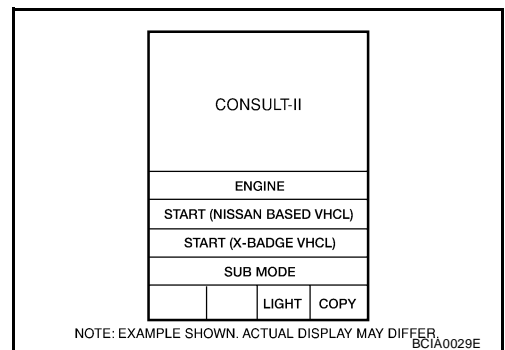 CONSULT-II
ENGINE
START (NISSAN BASED VHCL)
START (X-BADGE VHCL)
SUB MODE
LIGHT COPY
NOTE: EXAMPLE SHOWN. ACTUAL DISPLAY MAY DIFFER.
BCIA0029E